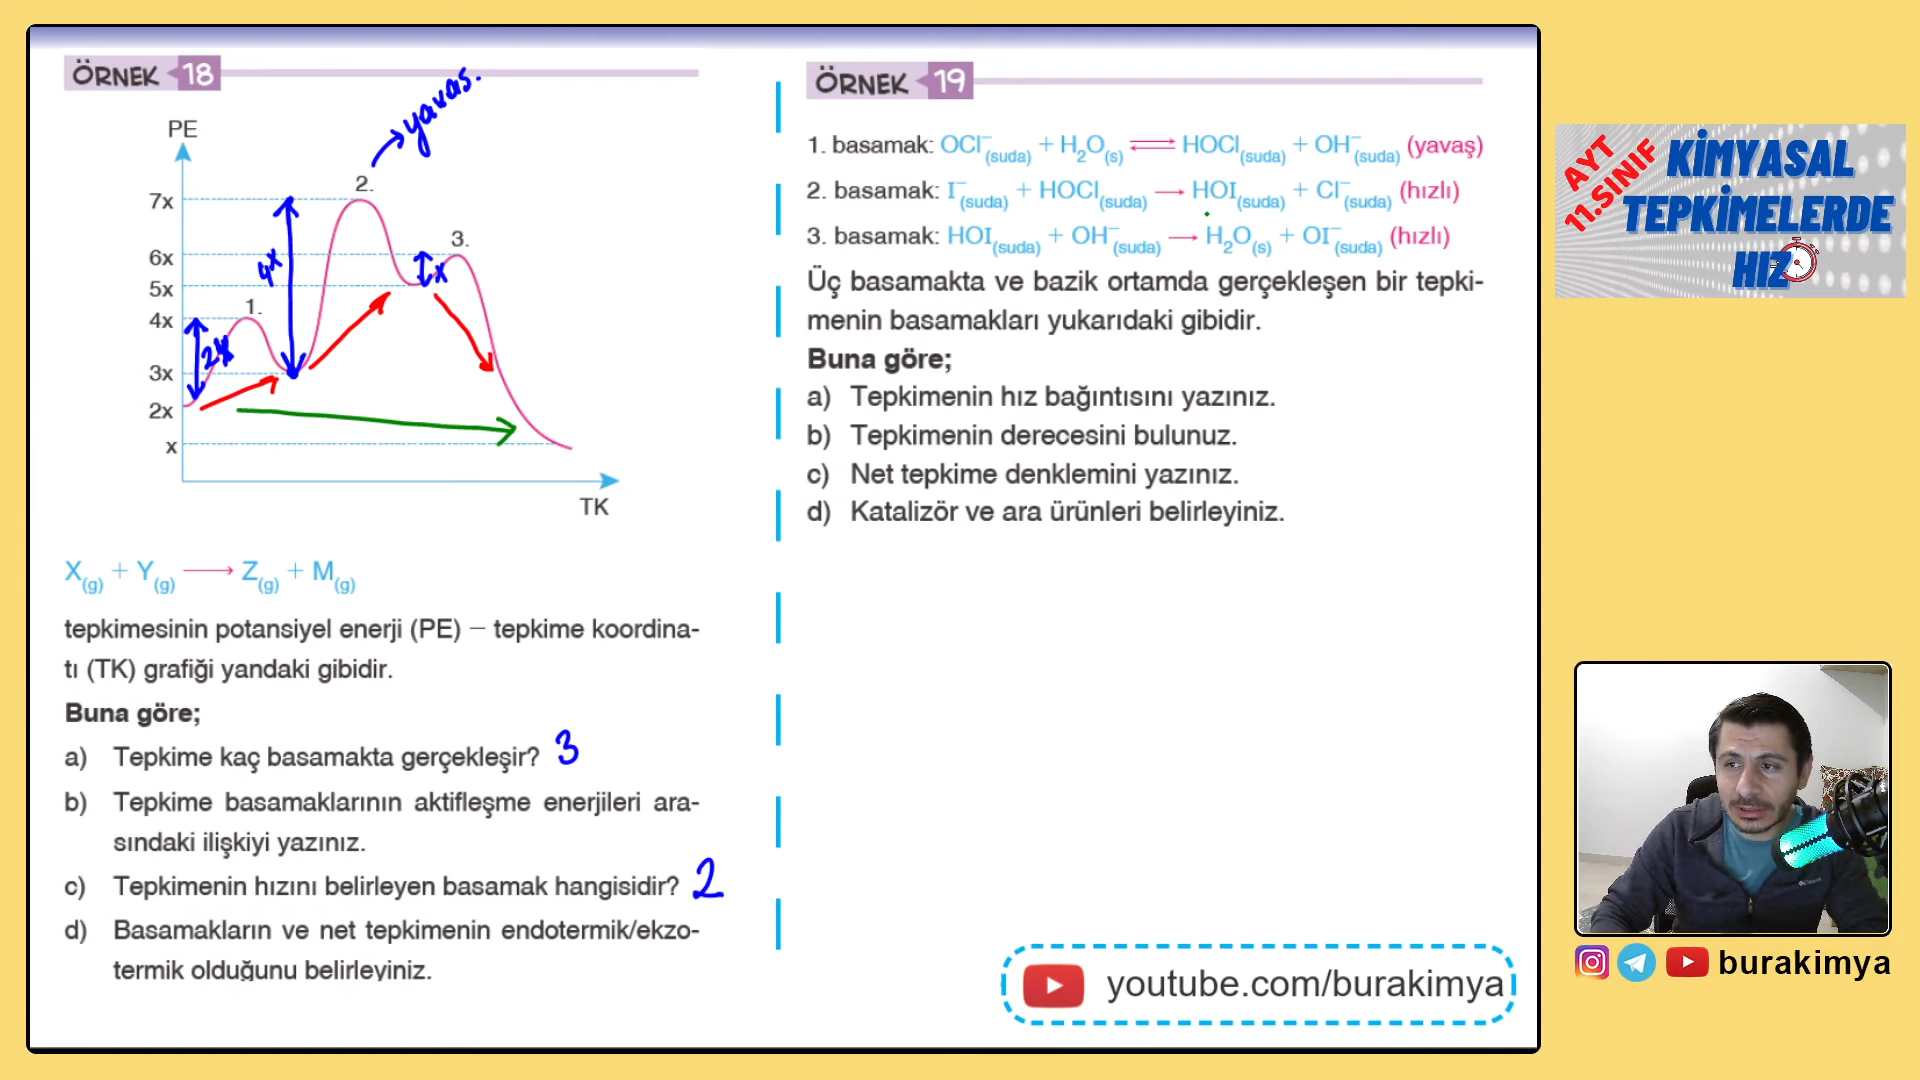 ÖRNEK 18
yavaş.
PE
2.
7x
3.
6x
4x
x
5x
1.
4x
2x
3x
2x
x
TK
X(g) + Y(g) ⟶ Z(g) + M(g)
tepkimesinin potansiyel enerji (PE) – tepkime koordina-
tı (TK) grafiği yandaki gibidir.
Buna göre;
a) Tepkime kaç basamakta gerçekleşir? 3
b) Tepkime basamaklarının aktifleşme enerjileri ara-
sındaki ilişkiyi yazınız.
c) Tepkimenin hızını belirleyen basamak hangisidir? 2
d) Basamakların ve net tepkimenin endotermik/ekzo-
termik olduğunu belirleyiniz.
ÖRNEK 19
1. basamak: OCl⁻(suda) + H₂O(s) ⇌ HOCl(suda) + OH⁻(suda) (yavaş)
2. basamak: I⁻(suda) + HOCl(suda) ⟶ HOI(suda) + Cl⁻(suda) (hızlı)
3. basamak: HOI(suda) + OH⁻(suda) ⟶ H₂O(s) + OI⁻(suda) (hızlı)
Üç basamakta ve bazik ortamda gerçekleşen bir tepki-
menin basamakları yukarıdaki gibidir.
Buna göre;
a) Tepkimenin hız bağıntısını yazınız.
b) Tepkimenin derecesini bulunuz.
c) Net tepkime denklemini yazınız.
d) Katalizör ve ara ürünleri belirleyiniz.
youtube.com/burakimya
AYT
11.SINIF
KİMYASAL
TEPKİMELERDE
HIZ
burakimya